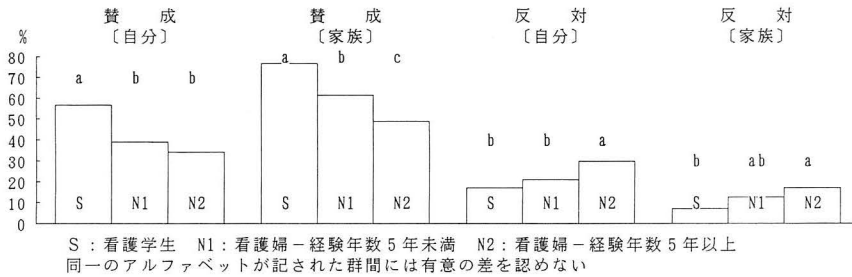 賛成 賛成 反対 反対
〔自分〕 〔家族〕 〔自分〕 〔家族〕
%
80
70
60
50
40
30
20
10
0
a b b
a b c
b b a
b ab a
S N1 N2
S N1 N2
S N1 N2
S N1 N2
S:看護学生 N1:看護婦-経験年数5年未満 N2:看護婦-経験年数5年以上
同一のアルファベットが記された群間には有意の差を認めない